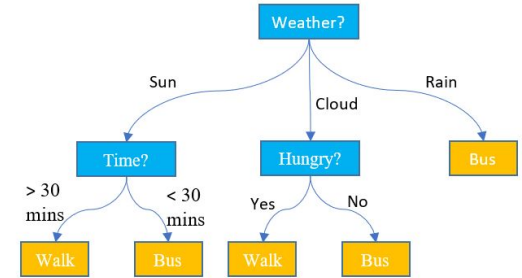 Weather?
Sun
Cloud
Rain
Time?
Hungry?
Bus
> 30
mins
< 30
mins
Yes
No
Walk
Bus
Walk
Bus